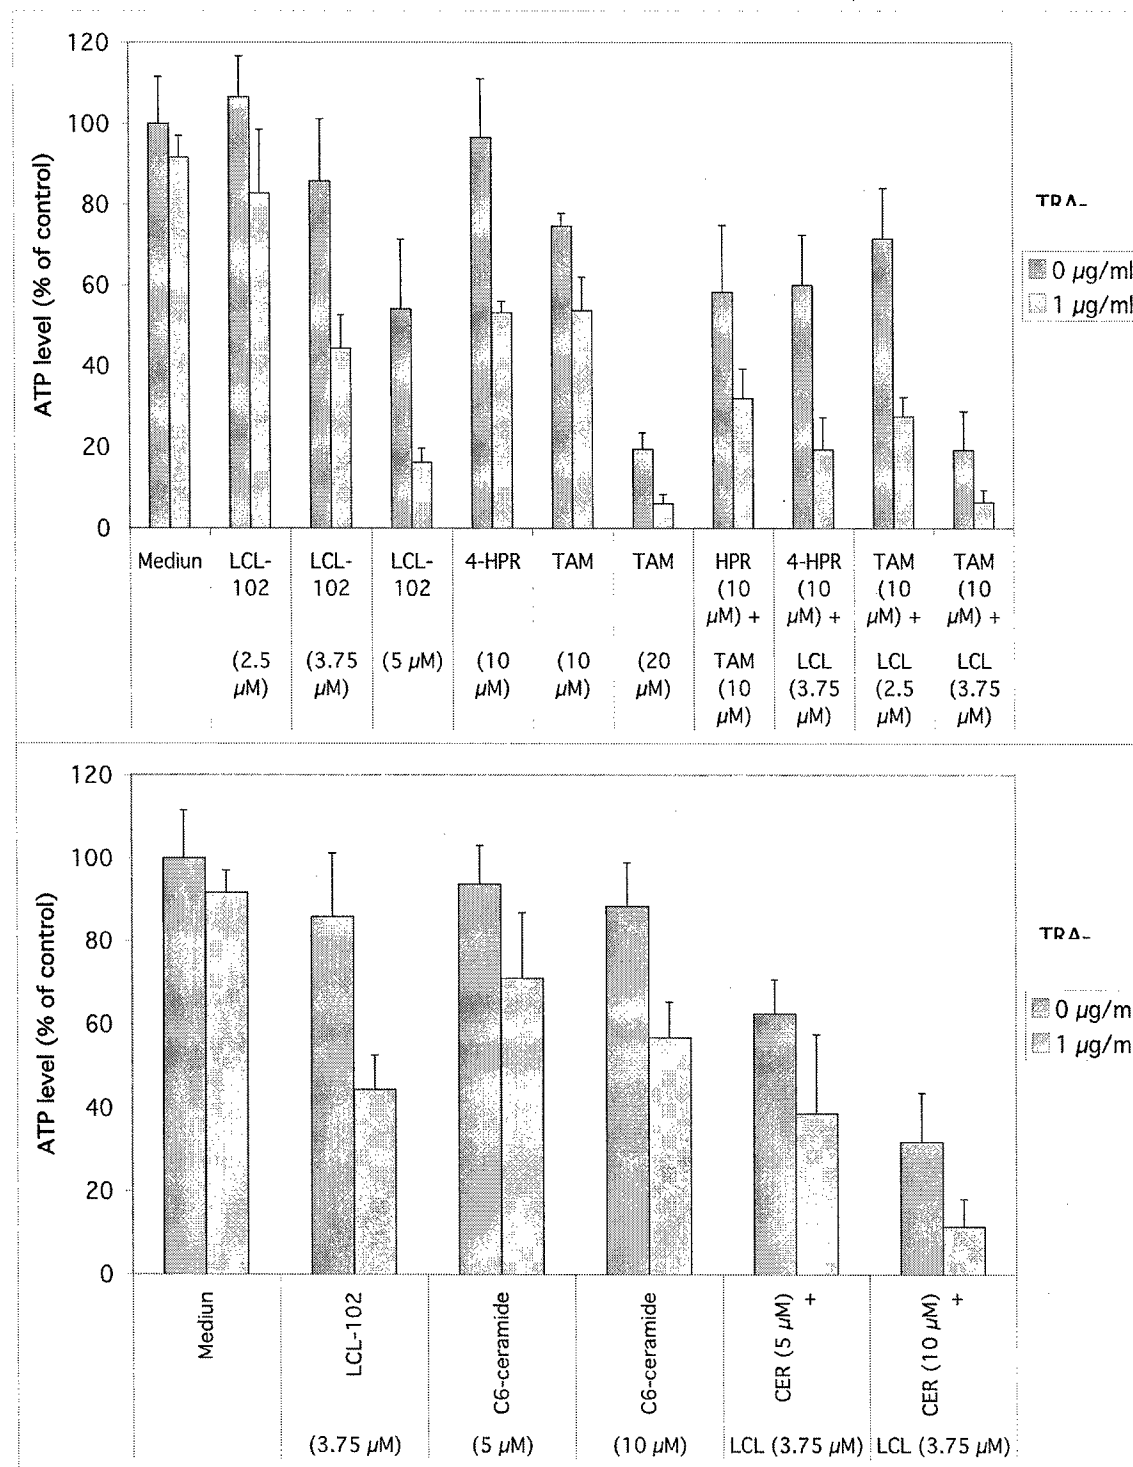 120
100
80
60
40
20
0
ATP level (% of control)
Mediun
LCL-
102
(2.5
µM)
LCL-
102
(3.75
µM)
LCL-
102
(5 µM)
4-HPR
(10
µM)
TAM
(10
µM)
TAM
(20
µM)
HPR
(10
µM) +
TAM
(10
µM)
4-HPR
(10
µM) +
LCL
(3.75
µM)
TAM
(10
µM) +
LCL
(2.5
µM)
TAM
(10
µM) +
LCL
(3.75
µM)
TRA-
0 µg/ml
1 µg/ml
120
100
80
60
40
20
0
ATP level (% of control)
Mediun
LCL-102
(3.75 µM)
C6-ceramide
(5 µM)
C6-ceramide
(10 µM)
CER (5 µM) +
LCL (3.75 µM)
CER (10 µM) +
LCL (3.75 µM)
TRA-
0 µg/m
1 µg/m